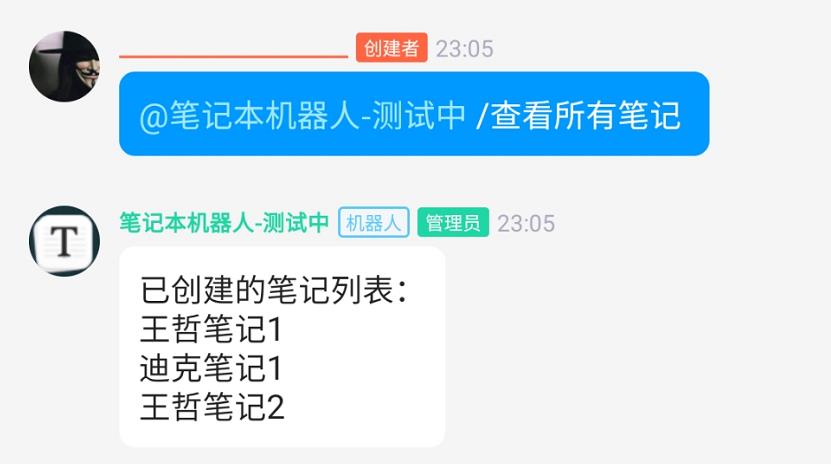 创建者 23:05
@笔记本机器人-测试中 /查看所有笔记
T
笔记本机器人-测试中 机器人 管理员 23:05
已创建的笔记列表：
王哲笔记1
迪克笔记1
王哲笔记2